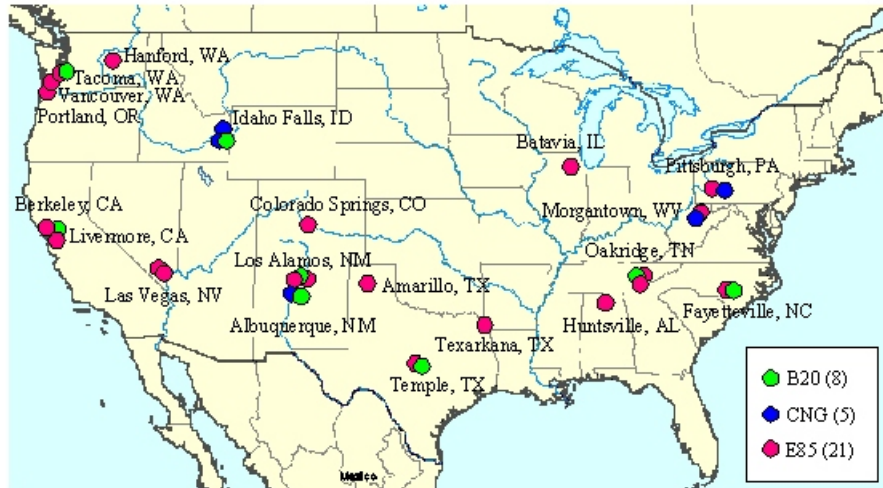 Hanford, WA
Tacoma, WA
Vancouver, WA
Portland, OR
Idaho Falls, ID
Batavia, IL
Pittsburgh, PA
Berkeley, CA
Colorado Springs, CO
Morgantown, WV
Livermore, CA
Oakridge, TN
Los Alamos, NM
Las Vegas, NV
Amarillo, TX
Albuquerque, NM
Huntsville, AL
Fayetteville, NC
Texarkana, TX
Temple, TX
B20 (8)
CNG (5)
E85 (21)
Mexico